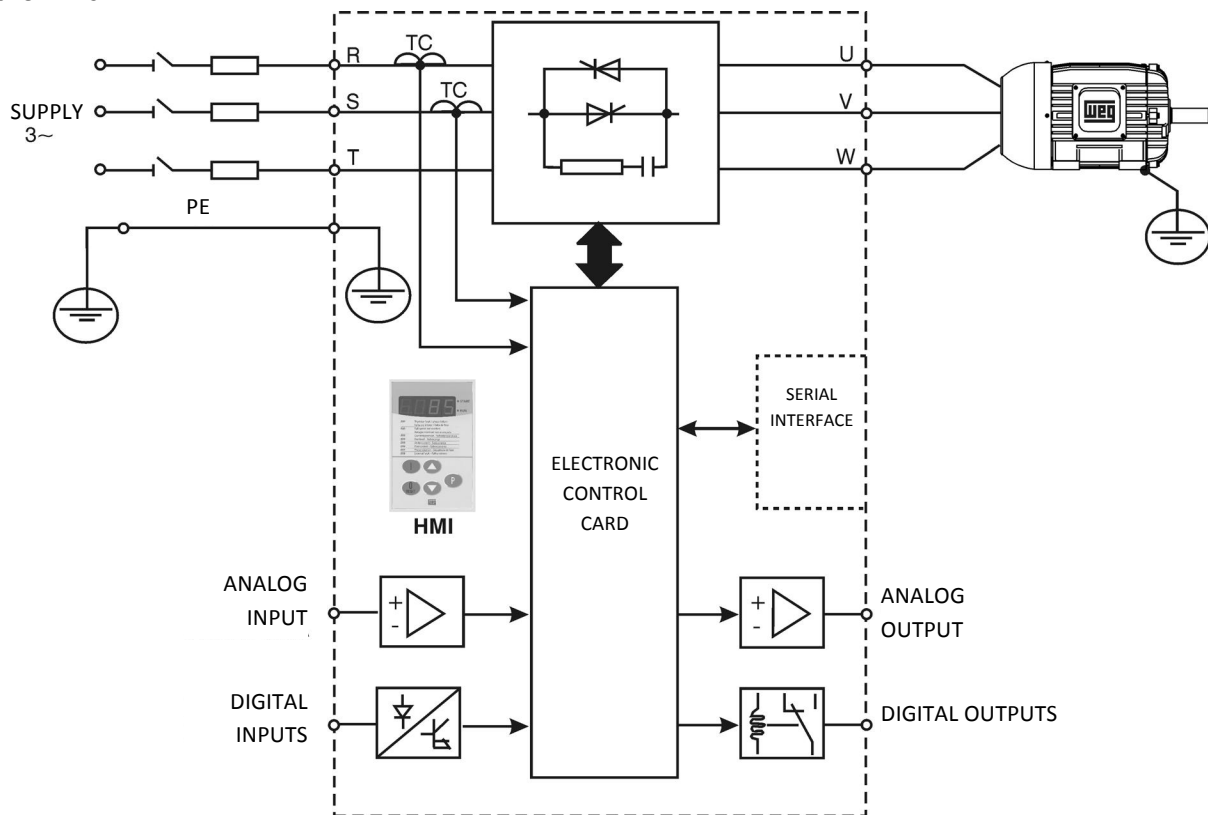 R
TC
S
TC
T
U
V
W
SUPPLY
3~
PE
weg
SERIAL
INTERFACE
ELECTRONIC
CONTROL
CARD
I
0
P
HMI
ANALOG
INPUT
+
-
+
-
ANALOG
OUTPUT
DIGITAL
INPUTS
DIGITAL OUTPUTS